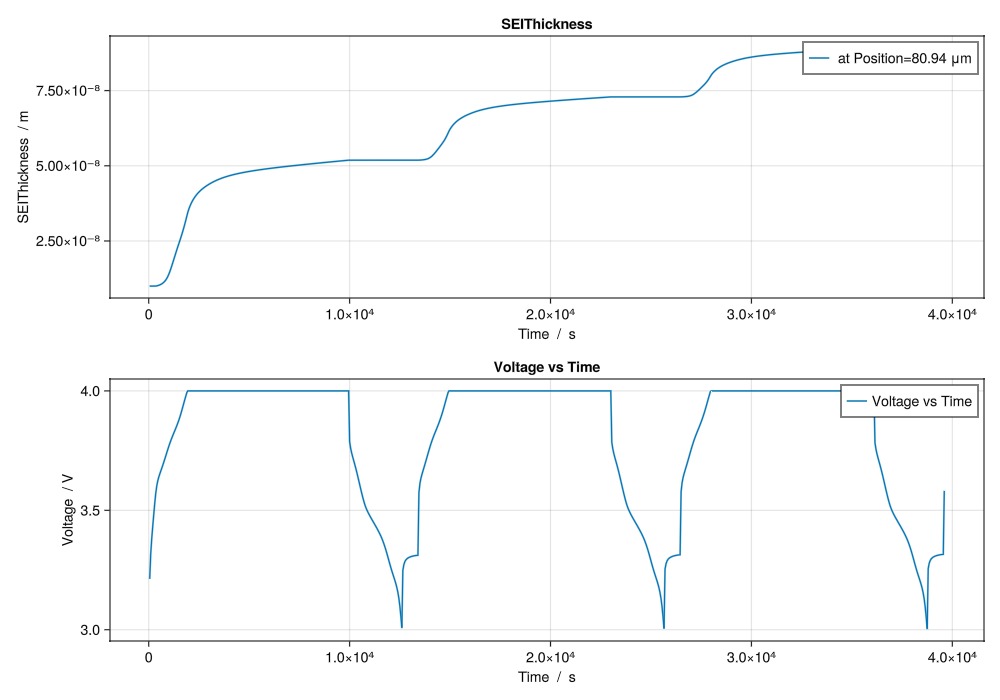 SEIThickness
at Position=80.94 μm
7.50×10⁻⁸
5.00×10⁻⁸
2.50×10⁻⁸
SEIThickness / m
0
1.0×10⁴
2.0×10⁴
3.0×10⁴
4.0×10⁴
Time / s
Voltage vs Time
Voltage vs Time
4.0
3.5
3.0
Voltage / V
0
1.0×10⁴
2.0×10⁴
3.0×10⁴
4.0×10⁴
Time / s